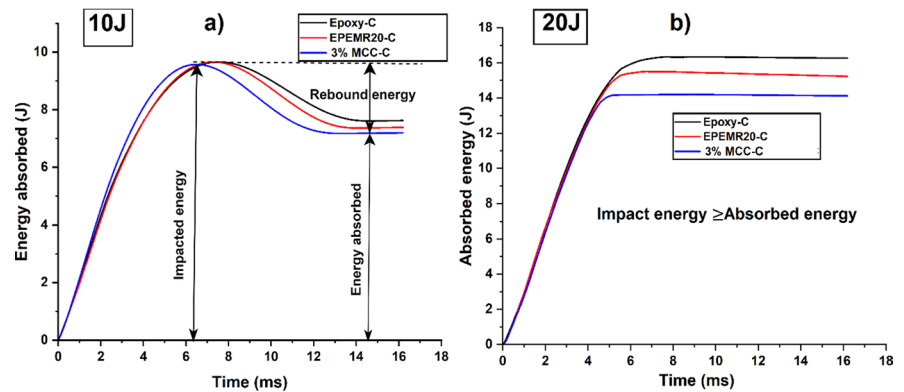 10J
a)
Epoxy-C
EPEMR20-C
3% MCC-C
Rebound energy
Impacted energy
Energy absorbed
Energy absorbed (J)
10
8
6
4
2
0
0 2 4 6 8 10 12 14 16 18
Time (ms)
20J
b)
Epoxy-C
EPEMR20-C
3% MCC-C
Impact energy ≥Absorbed energy
Absorbed energy (J)
18
16
14
12
10
8
6
4
2
0
0 2 4 6 8 10 12 14 16 18
Time (ms)